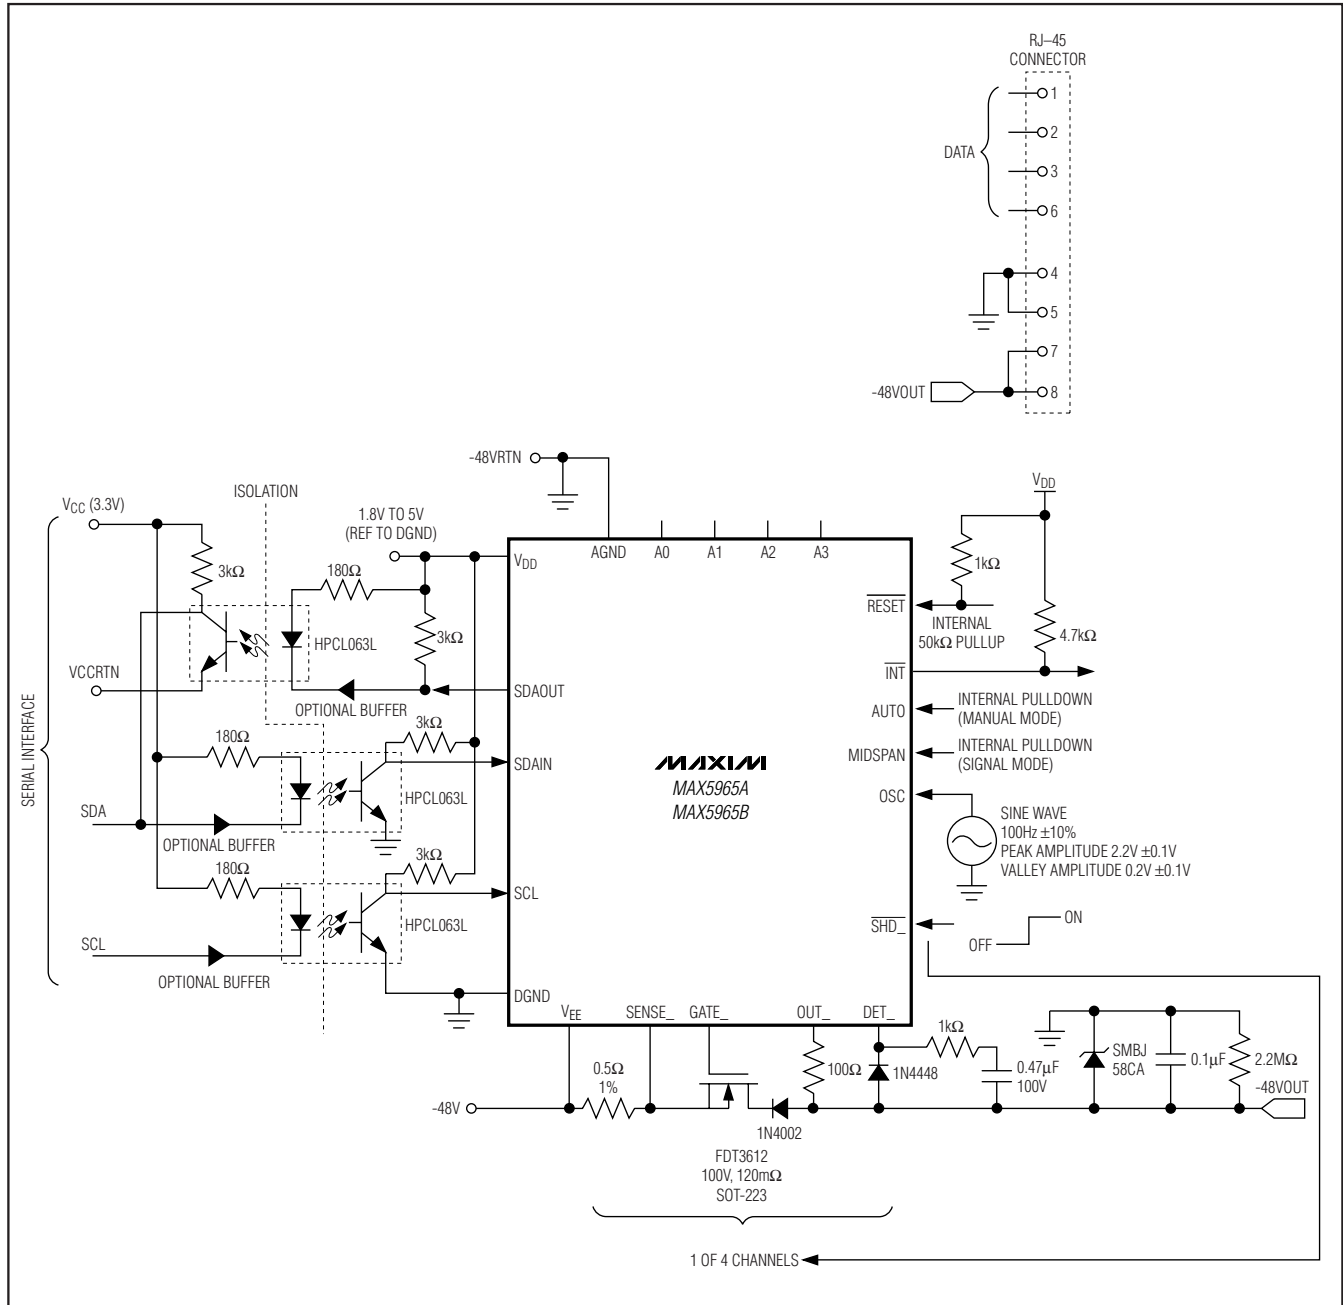 RJ–45
CONNECTOR
1
2
DATA
3
6
4
5
7
-48VOUT
8
-48VRTN
ISOLATION
VCC (3.3V)
1.8V TO 5V
(REF TO DGND)
VDD
3kΩ
180Ω
VDD
AGND
A0
A1
A2
A3
1kΩ
RESET
INTERNAL
50kΩ PULLUP
HPCL063L
3kΩ
4.7kΩ
VCCRTN
SDAOUT
INT
OPTIONAL BUFFER
AUTO
INTERNAL PULLDOWN
(MANUAL MODE)
SERIAL INTERFACE
180Ω
3kΩ
SDAIN
MIDSPAN
INTERNAL PULLDOWN
(SIGNAL MODE)
MAXIM
MAX5965A
MAX5965B
HPCL063L
OSC
SDA
OPTIONAL BUFFER
SINE WAVE
100Hz ±10%
PEAK AMPLITUDE 2.2V ±0.1V
VALLEY AMPLITUDE 0.2V ±0.1V
180Ω
3kΩ
SCL
HPCL063L
SHD_
ON
OFF
SCL
OPTIONAL BUFFER
DGND
VEE
SENSE_
GATE_
OUT_
DET_
1kΩ
0.5Ω
1%
100Ω
1N4448
0.47µF
100V
SMBJ
58CA
0.1µF
2.2MΩ
-48VOUT
-48V
1N4002
FDT3612
100V, 120mΩ
SOT-223
1 OF 4 CHANNELS